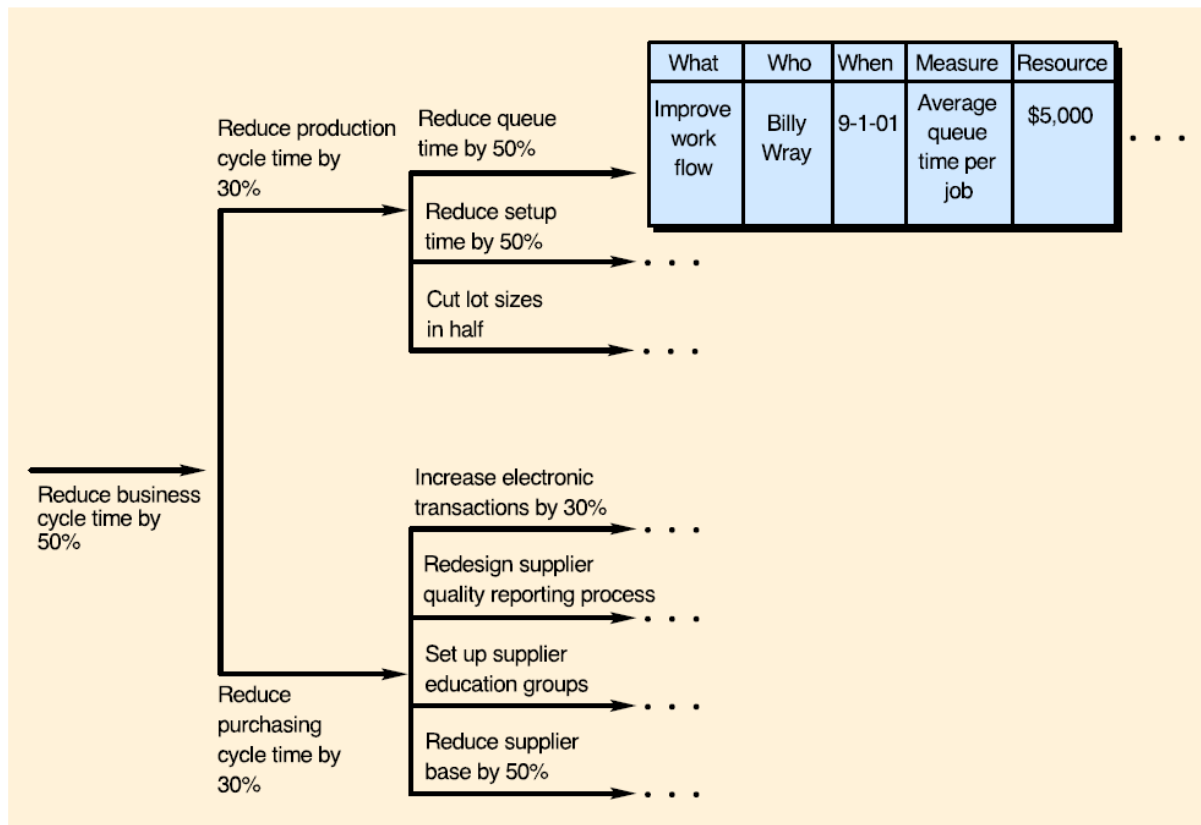 What Who When Measure Resource
Improve
work
flow
Billy
Wray
9-1-01
Average
queue
time per
job
$5,000
. . .
Reduce production
cycle time by
30%
Reduce queue
time by 50%
Reduce setup
time by 50%
. . .
Cut lot sizes
in half
. . .
Reduce business
cycle time by
50%
Increase electronic
transactions by 30%
. . .
Redesign supplier
quality reporting process
. . .
Set up supplier
education groups
. . .
Reduce
purchasing
cycle time by
30%
Reduce supplier
base by 50%
. . .